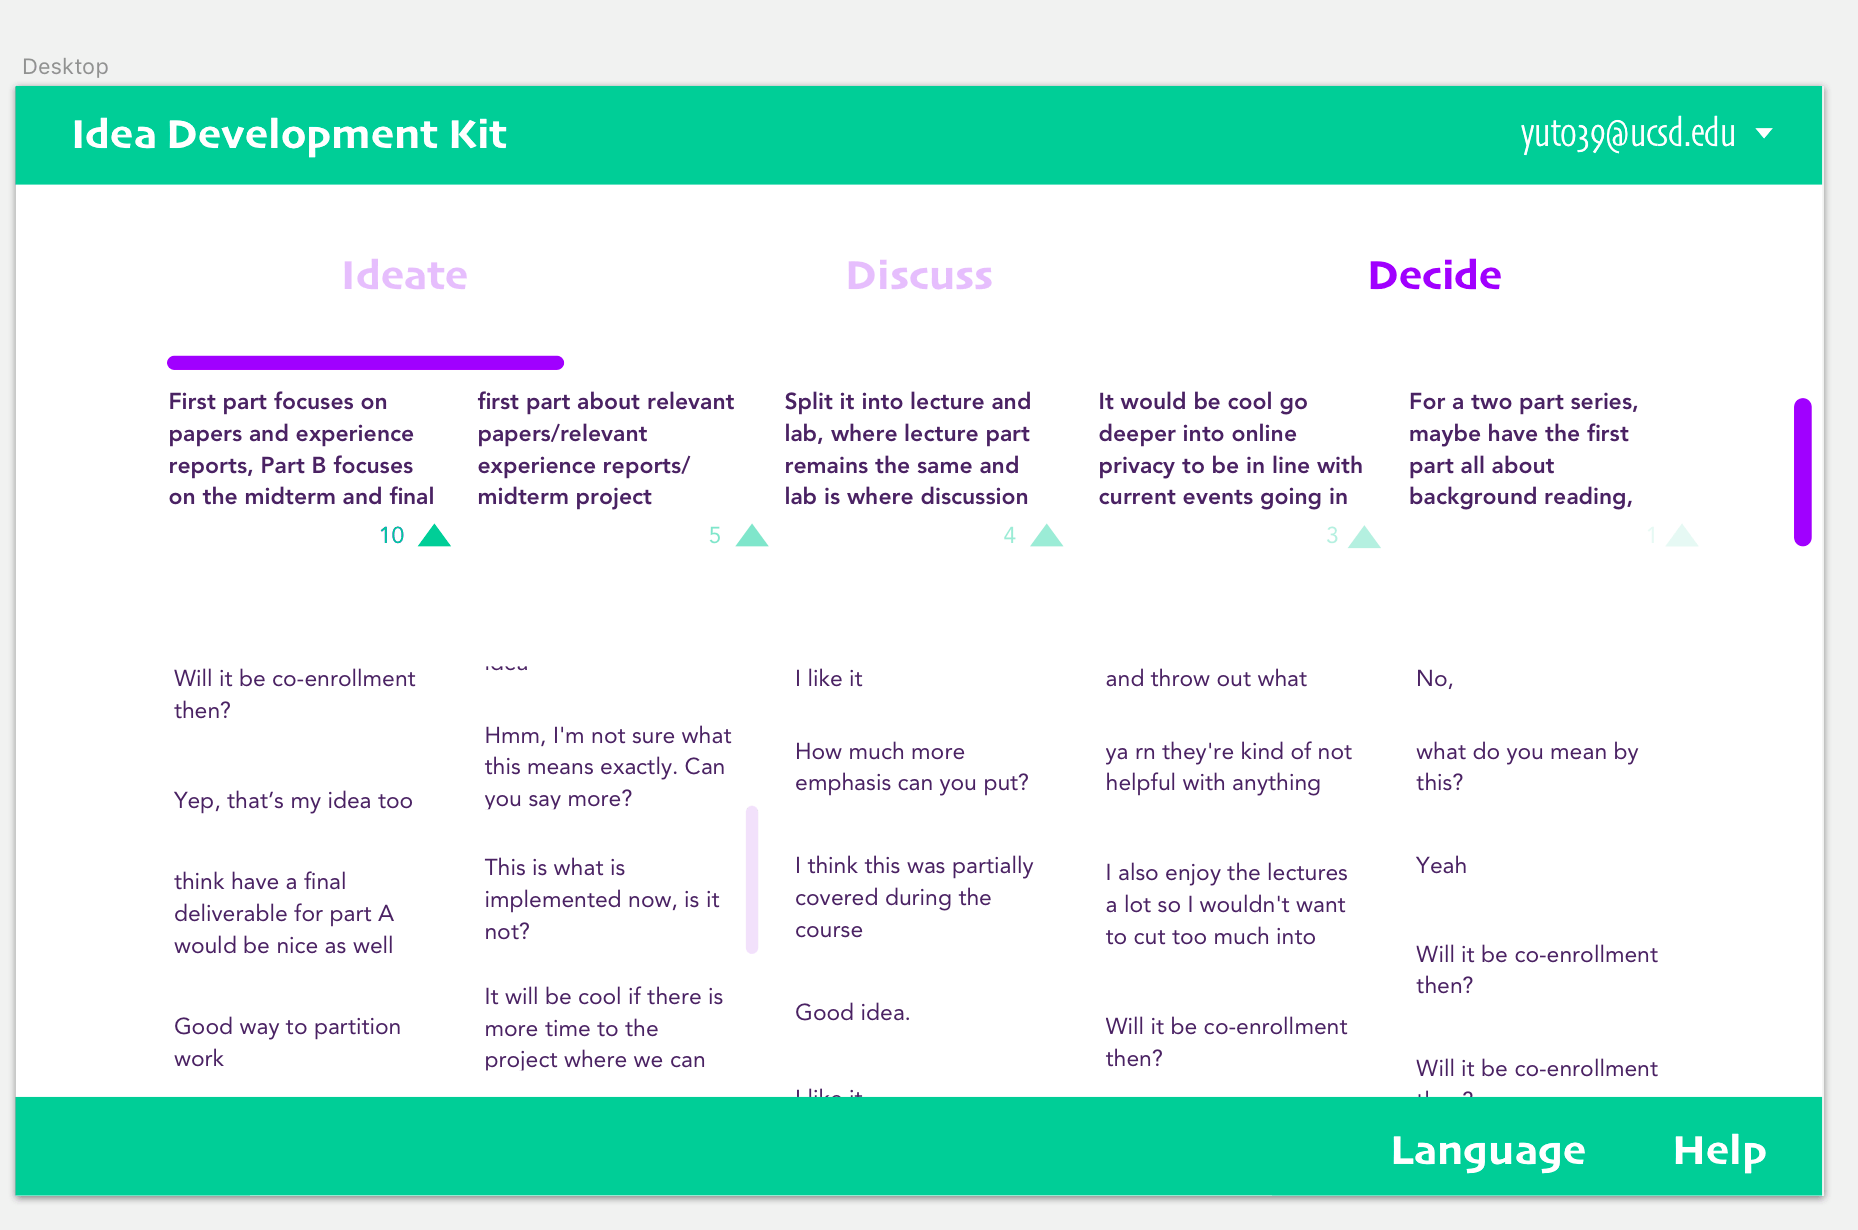 Desktop
Idea Development Kit
yuto39@ucsd.edu
Ideate
Discuss
Decide
First part focuses on
papers and experience
reports, Part B focuses
on the midterm and final
10
first part about relevant
papers/relevant
experience reports/
midterm project
5
Split it into lecture and
lab, where lecture part
remains the same and
lab is where discussion
4
It would be cool go
deeper into online
privacy to be in line with
current events going in
3
For a two part series,
maybe have the first
part all about
background reading,
1
Will it be co-enrollment
then?
Yep, that’s my idea too
think have a final
deliverable for part A
would be nice as well
Good way to partition
work
idea
Hmm, I'm not sure what
this means exactly. Can
you say more?
This is what is
implemented now, is it
not?
It will be cool if there is
more time to the
project where we can
I like it
How much more
emphasis can you put?
I think this was partially
covered during the
course
Good idea.
I like it
and throw out what
ya rn they're kind of not
helpful with anything
I also enjoy the lectures
a lot so I wouldn't want
to cut too much into
Will it be co-enrollment
then?
No,
what do you mean by
this?
Yeah
Will it be co-enrollment
then?
Will it be co-enrollment
then?
Language
Help